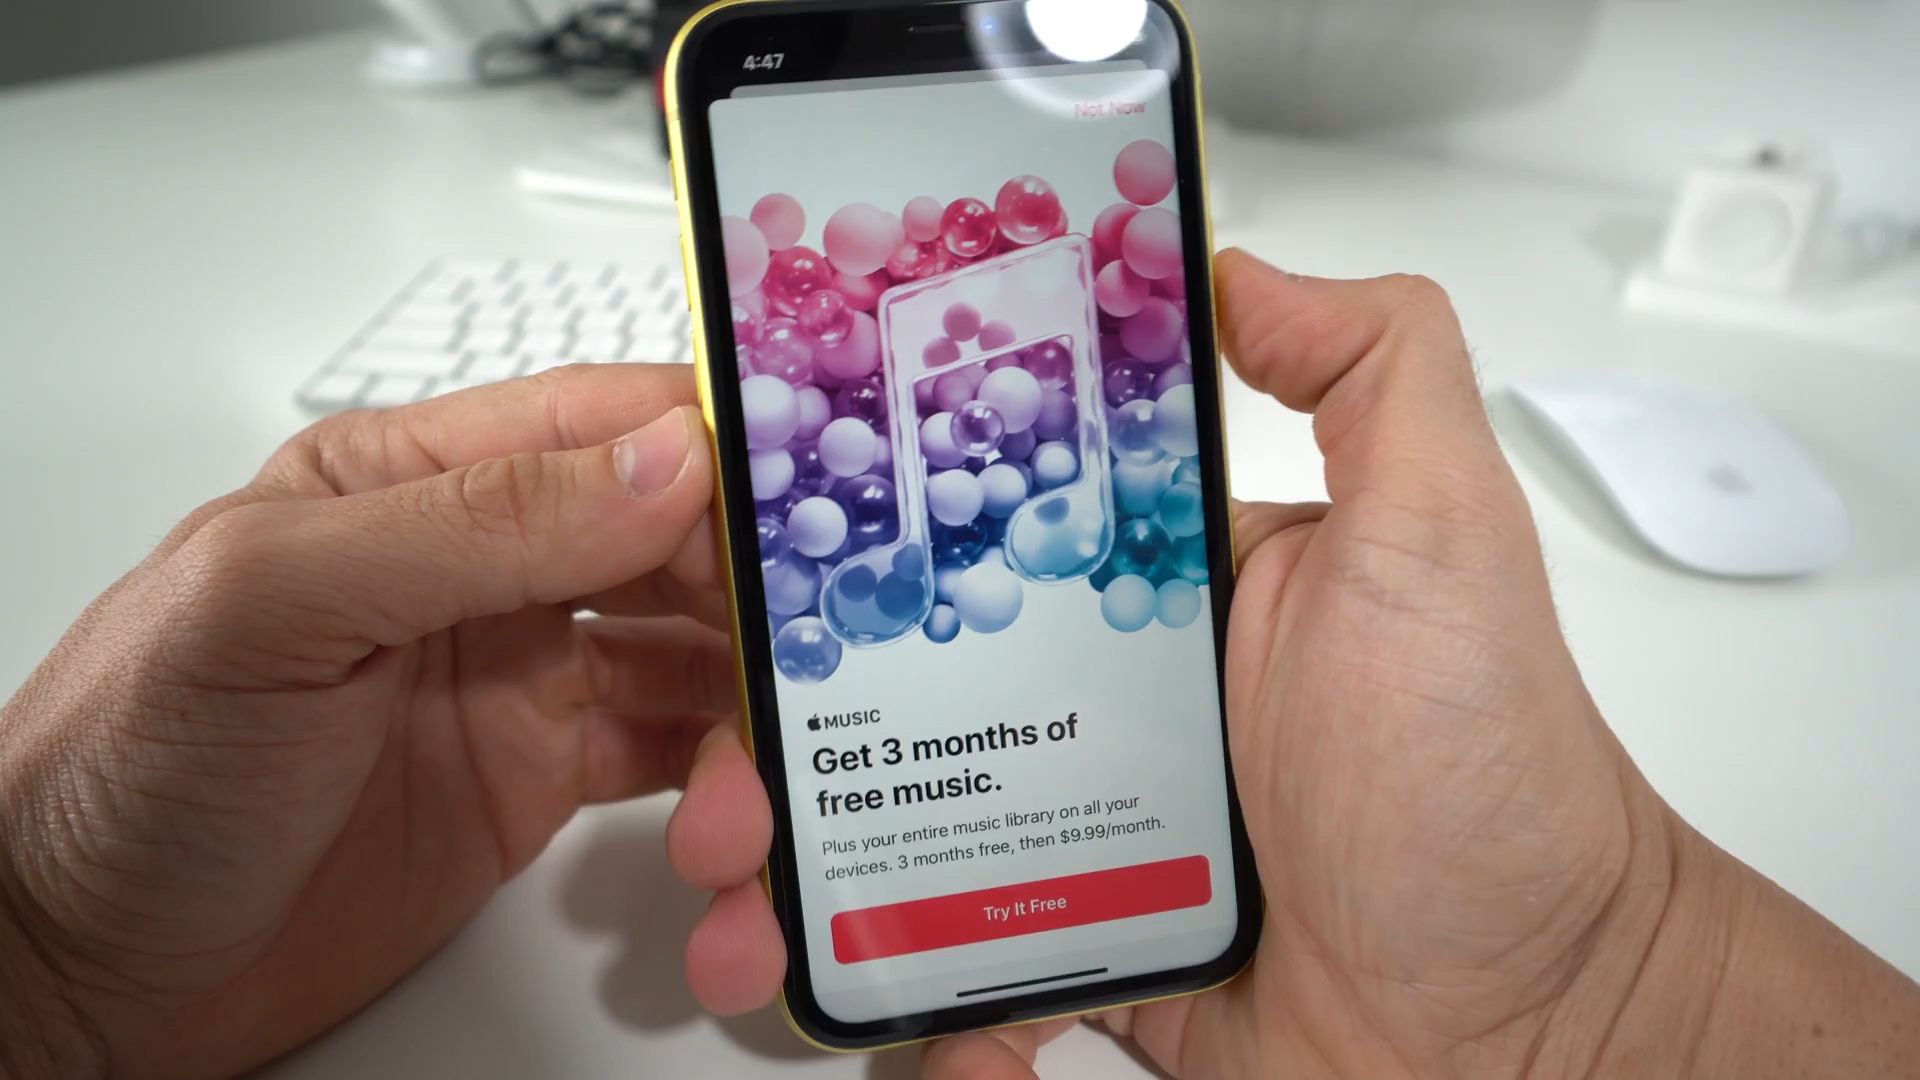 4:47
Not Now
MUSIC
Get 3 months of
free music.
Plus your entire music library on all your
devices. 3 months free, then $9.99/month.
Try It Free